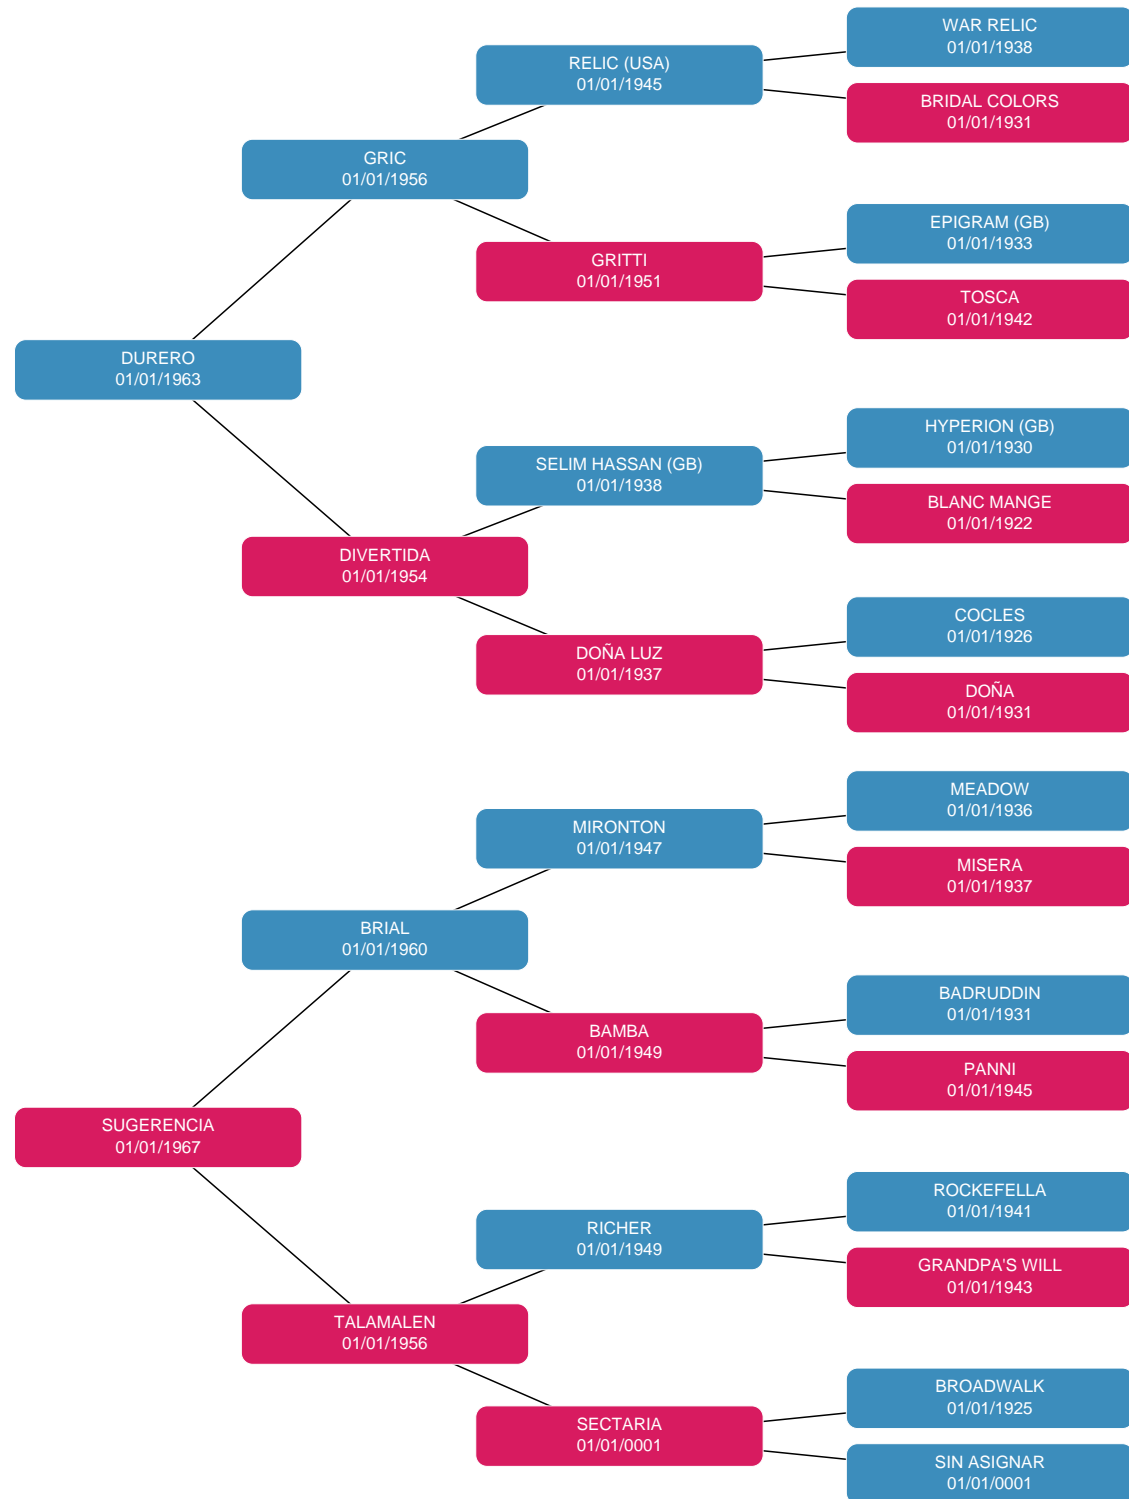 WAR RELIC
01/01/1938
RELIC (USA)
01/01/1945
BRIDAL COLORS
01/01/1931
GRIC
01/01/1956
EPIGRAM (GB)
01/01/1933
GRITTI
01/01/1951
TOSCA
01/01/1942
DURERO
01/01/1963
HYPERION (GB)
01/01/1930
SELIM HASSAN (GB)
01/01/1938
BLANC MANGE
01/01/1922
DIVERTIDA
01/01/1954
COCLES
01/01/1926
DOÑA LUZ
01/01/1937
DOÑA
01/01/1931
MEADOW
01/01/1936
MIRONTON
01/01/1947
MISERA
01/01/1937
BRIAL
01/01/1960
BADRUDDIN
01/01/1931
BAMBA
01/01/1949
PANNI
01/01/1945
SUGERENCIA
01/01/1967
ROCKEFELLA
01/01/1941
RICHER
01/01/1949
GRANDPA'S WILL
01/01/1943
TALAMALEN
01/01/1956
BROADWALK
01/01/1925
SECTARIA
01/01/0001
SIN ASIGNAR
01/01/0001